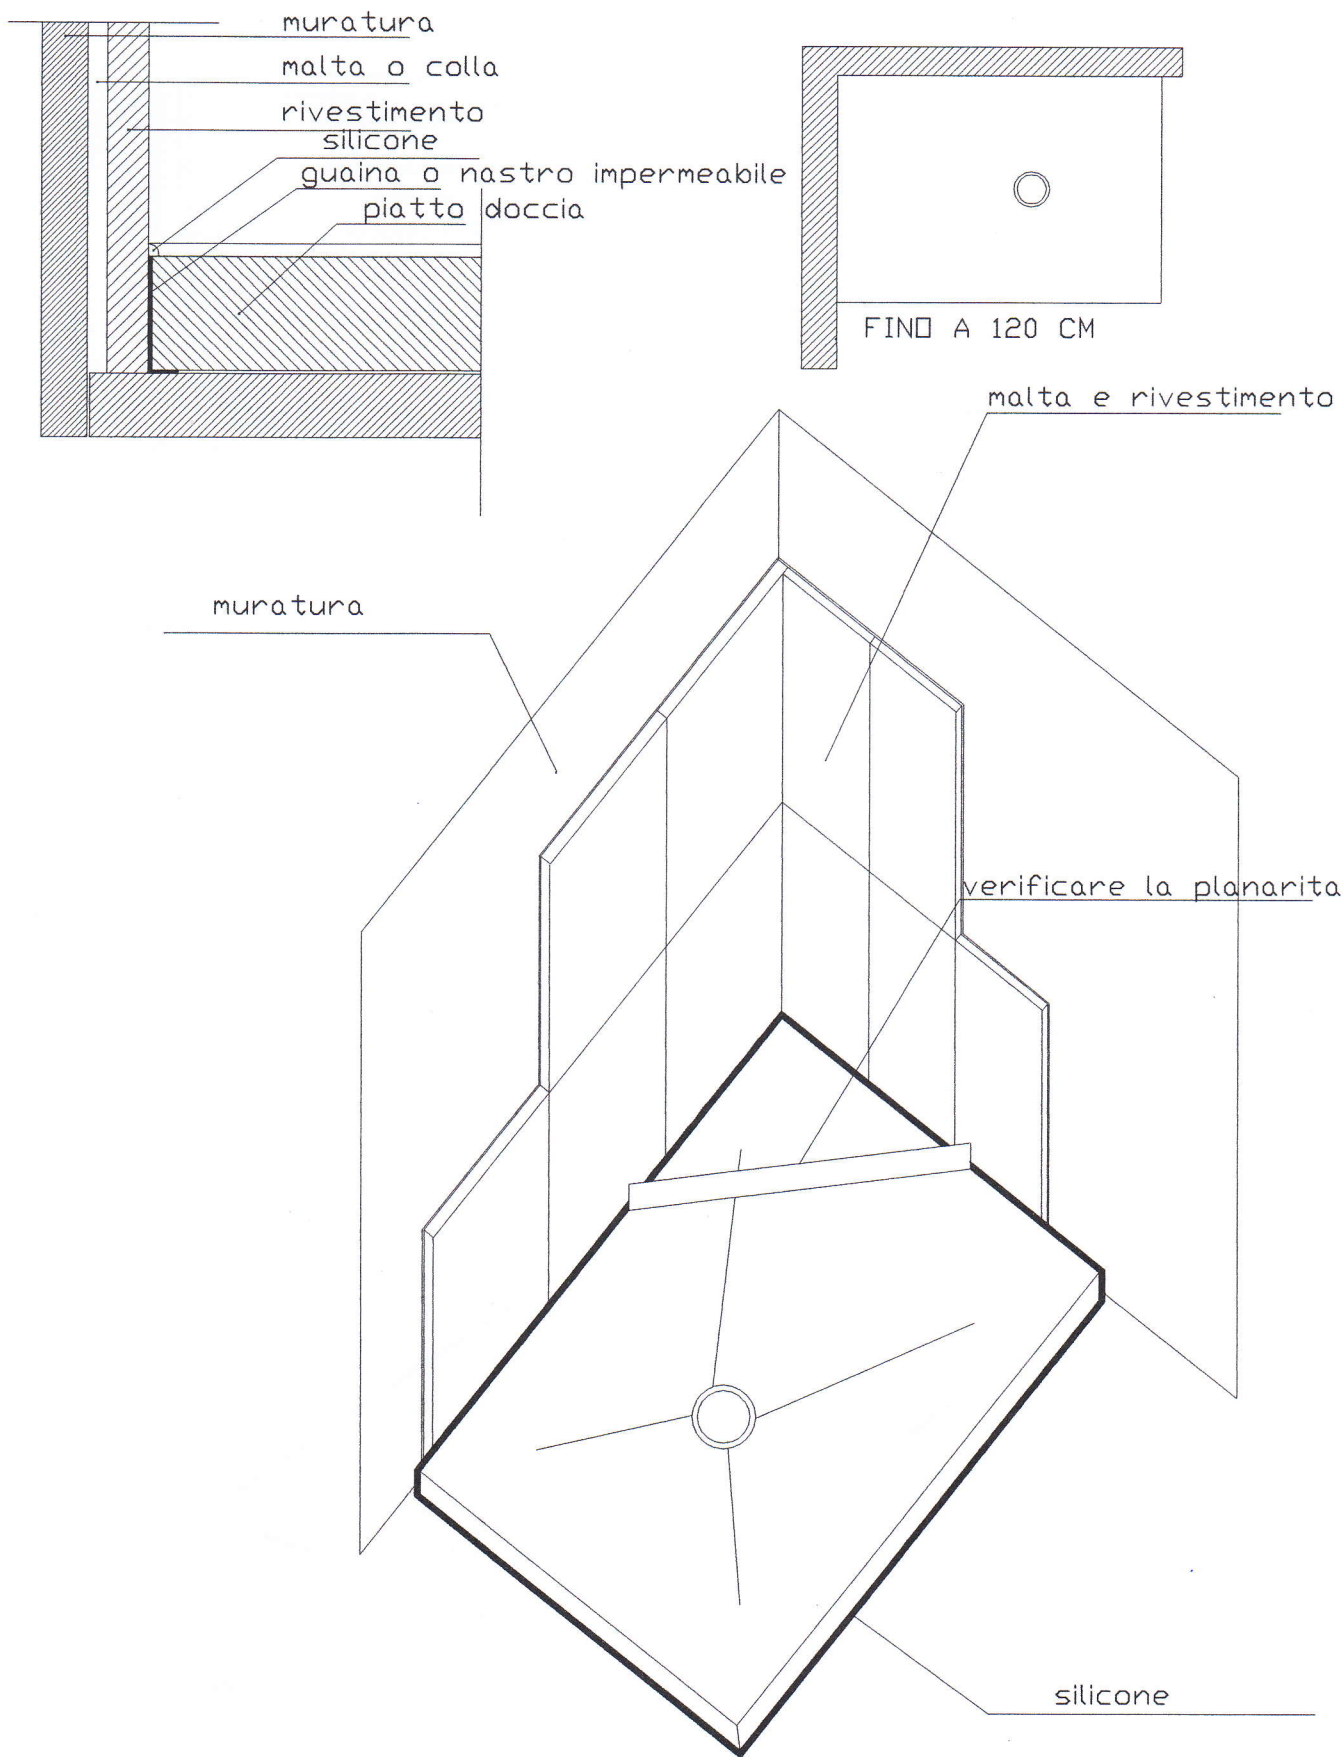 muratura
malta o colla
rivestimento
silicone
guaina o nastro impermeabile
piatto doccia
FINO A 120 CM
malta e rivestimento
muratura
verificare la planarita
silicone